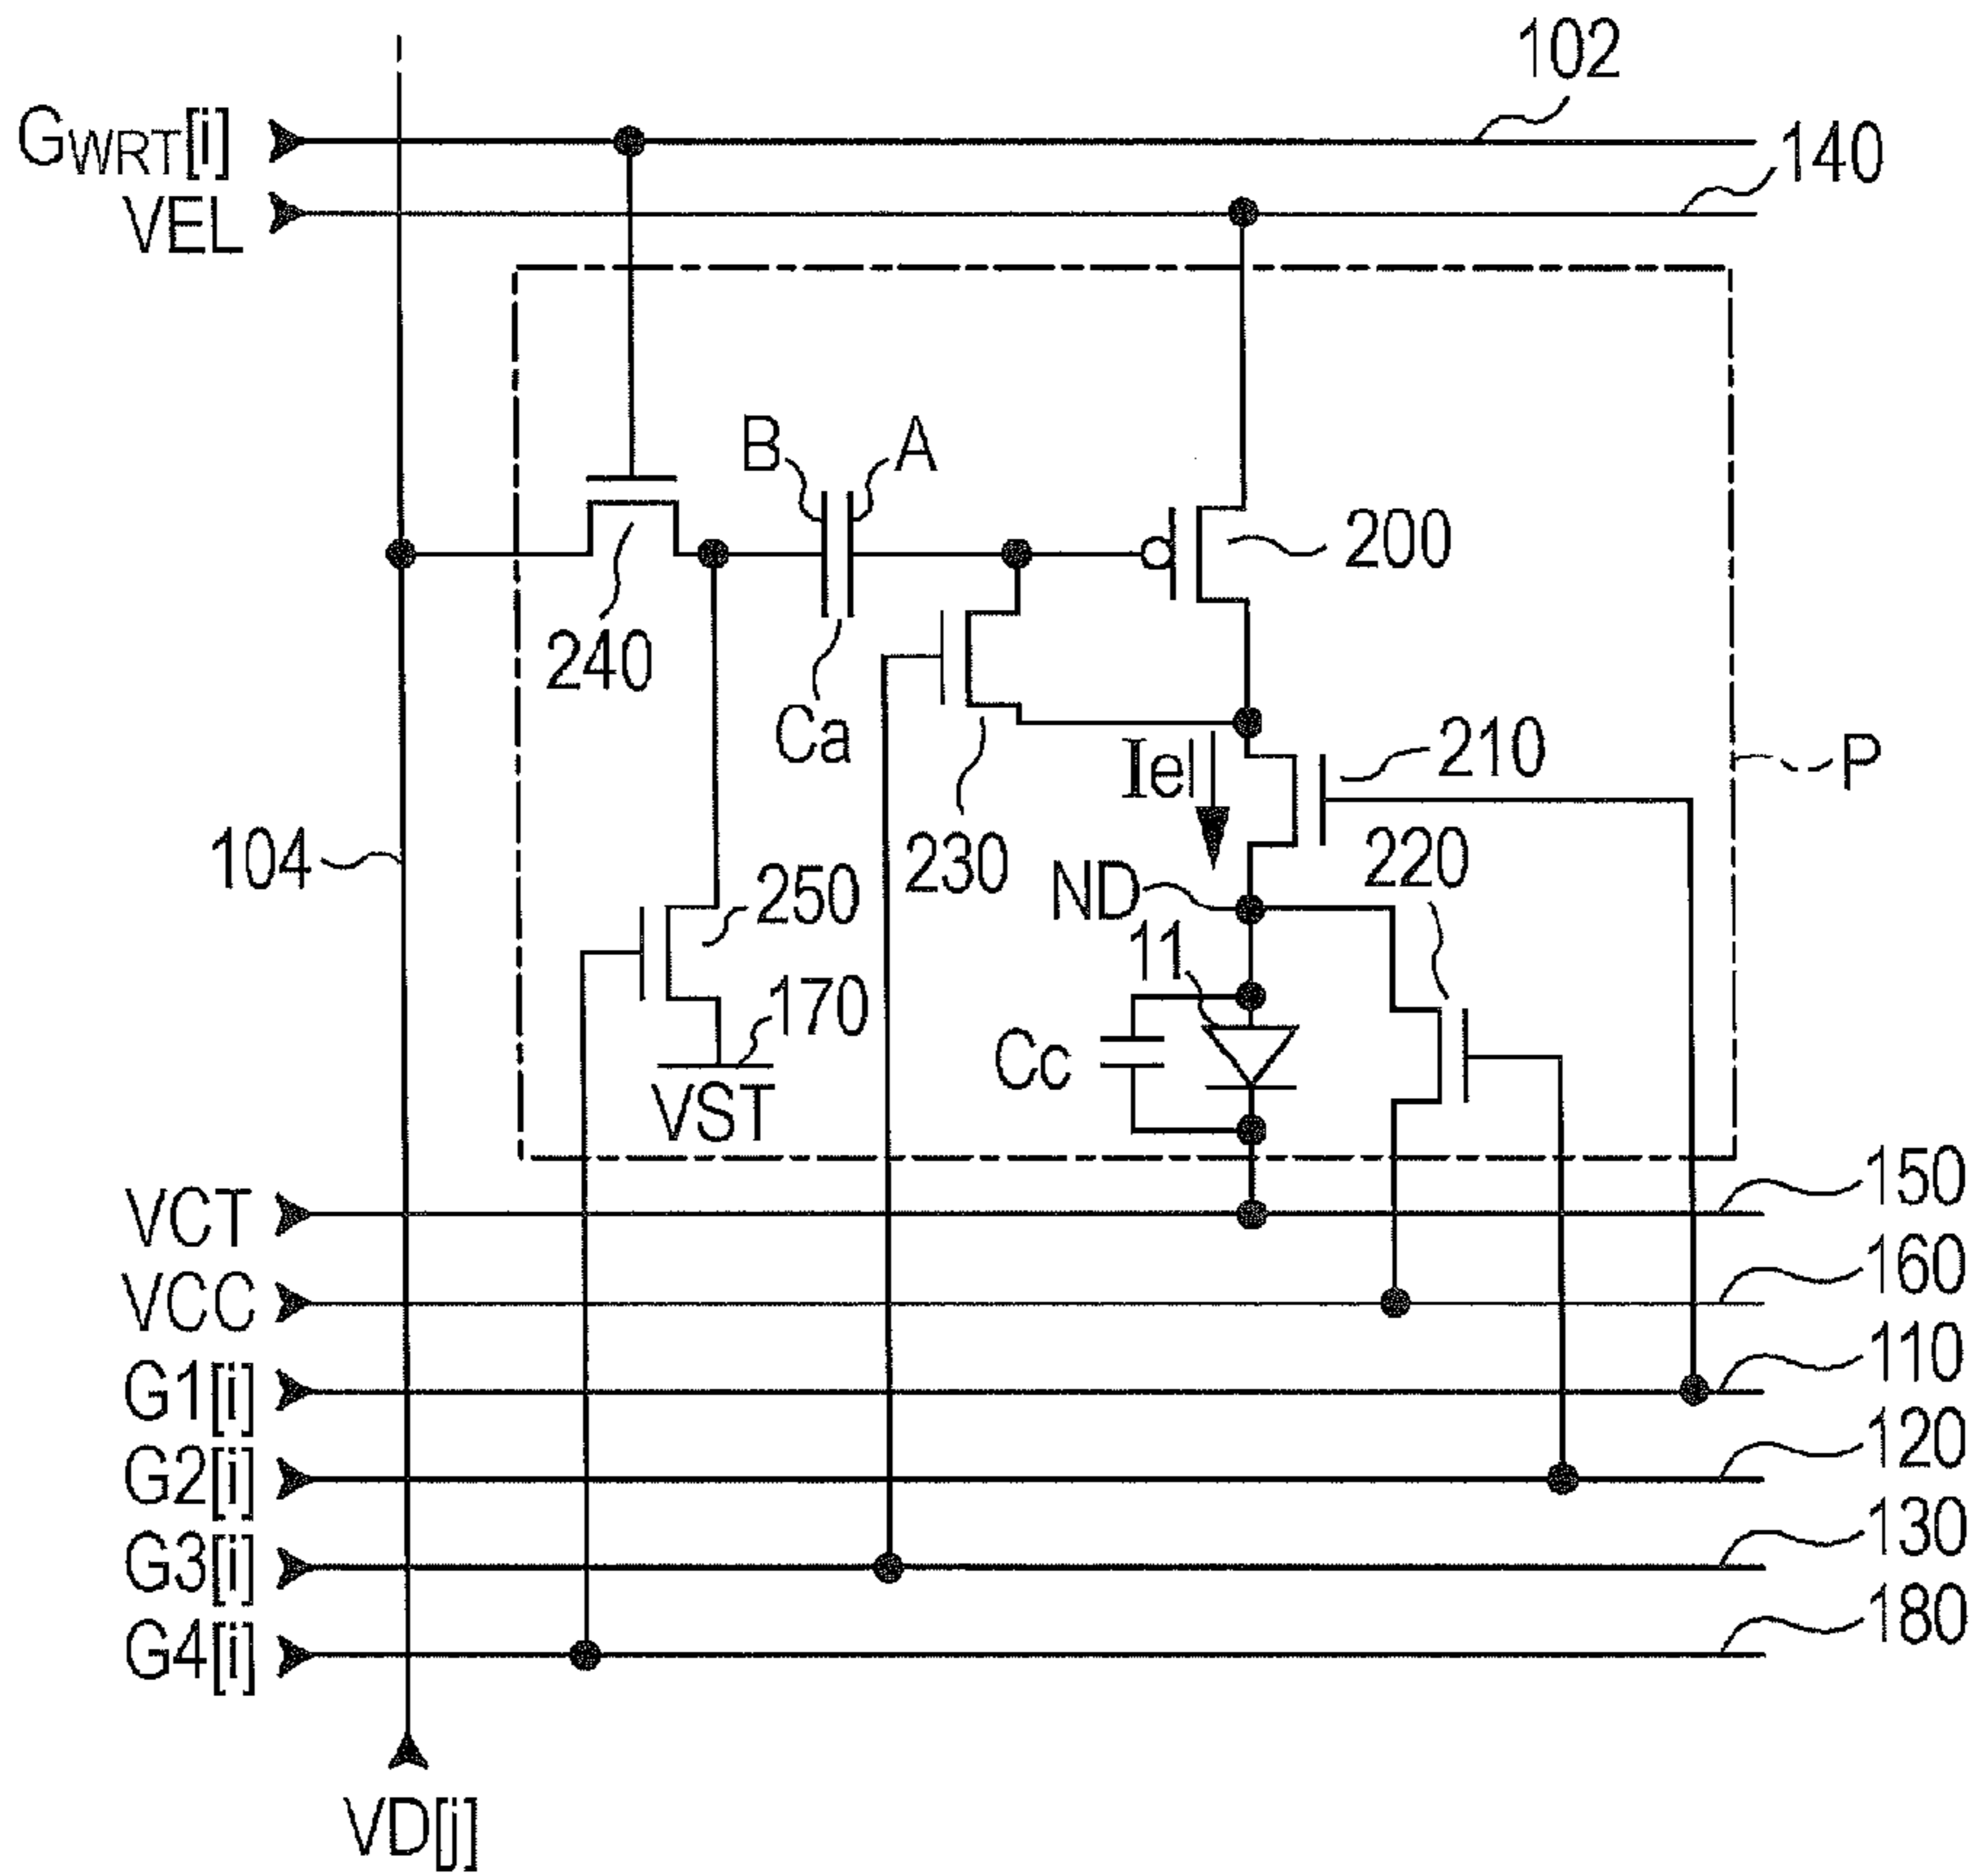 102
GWRT[i]
140
VEL
B
A
200
240
Ca
210
P
Iel
104
230
220
250
ND
11
170
Cc
VST
VCT
150
VCC
160
G1[i]
110
G2[i]
120
G3[i]
130
G4[i]
180
VD[j]